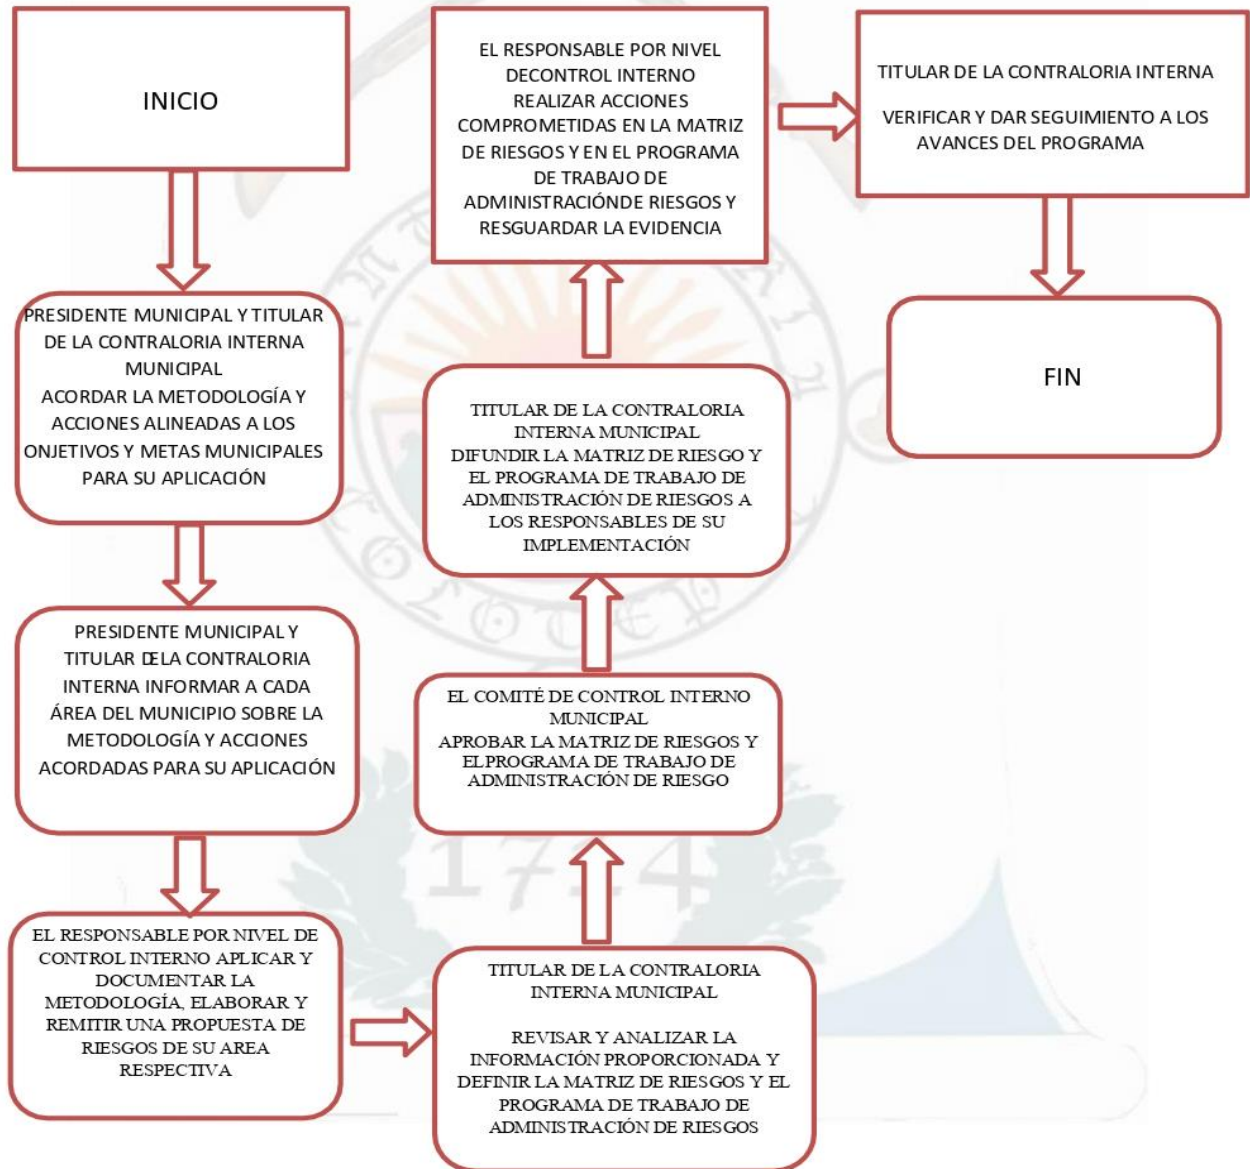 INICIO
PRESIDENTE MUNICIPAL Y TITULAR
DE LA CONTRALORIA INTERNA
MUNICIPAL
ACORDAR LA METODOLOGÍA Y
ACCIONES ALINEADAS A LOS
ONJETIVOS Y METAS MUNICIPALES
PARA SU APLICACIÓN
PRESIDENTE MUNICIPAL Y
TITULAR DELA CONTRALORIA
INTERNA INFORMAR A CADA
ÁREA DEL MUNICIPIO SOBRE LA
METODOLOGÍA Y ACCIONES
ACORDADAS PARA SU APLICACIÓN
EL RESPONSABLE POR NIVEL DE
CONTROL INTERNO APLICAR Y
DOCUMENTAR LA
METODOLOGÍA, ELABORAR Y
REMITIR UNA PROPUESTA DE
RIESGOS DE SU AREA
RESPECTIVA
TITULAR DE LA CONTRALORIA
INTERNA MUNICIPAL
REVISAR Y ANALIZAR LA
INFORMACIÓN PROPORCIONADA Y
DEFINIR LA MATRIZ DE RIESGOS Y EL
PROGRAMA DE TRABAJO DE
ADMINISTRACIÓN DE RIESGOS
EL COMITÉ DE CONTROL INTERNO
MUNICIPAL
APROBAR LA MATRIZ DE RIESGOS Y
ELPROGRAMA DE TRABAJO DE
ADMINISTRACIÓN DE RIESGO
TITULAR DE LA CONTRALORIA
INTERNA MUNICIPAL
DIFUNDIR LA MATRIZ DE RIESGO Y
EL PROGRAMA DE TRABAJO DE
ADMINISTRACIÓN DE RIESGOS A
LOS RESPONSABLES DE SU
IMPLEMENTACIÓN
EL RESPONSABLE POR NIVEL
DECONTROL INTERNO
REALIZAR ACCIONES
COMPROMETIDAS EN LA MATRIZ
DE RIESGOS Y EN EL PROGRAMA
DE TRABAJO DE
ADMINISTRACIÓNDE RIESGOS Y
RESGUARDAR LA EVIDENCIA
TITULAR DE LA CONTRALORIA INTERNA
VERIFICAR Y DAR SEGUIMIENTO A LOS
AVANCES DEL PROGRAMA
FIN
1714